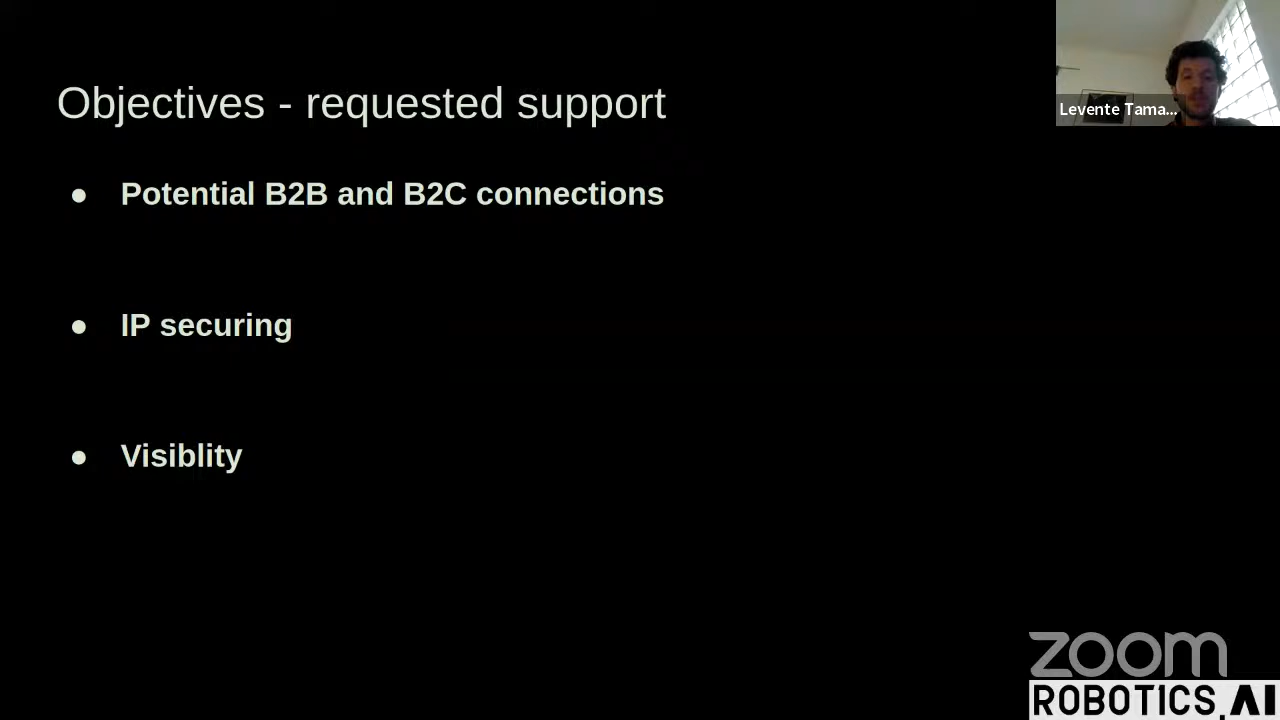 Objectives - requested support
Levente Tama...
● Potential B2B and B2C connections
● IP securing
● Visiblity
zoom
ROBOTICS.AI